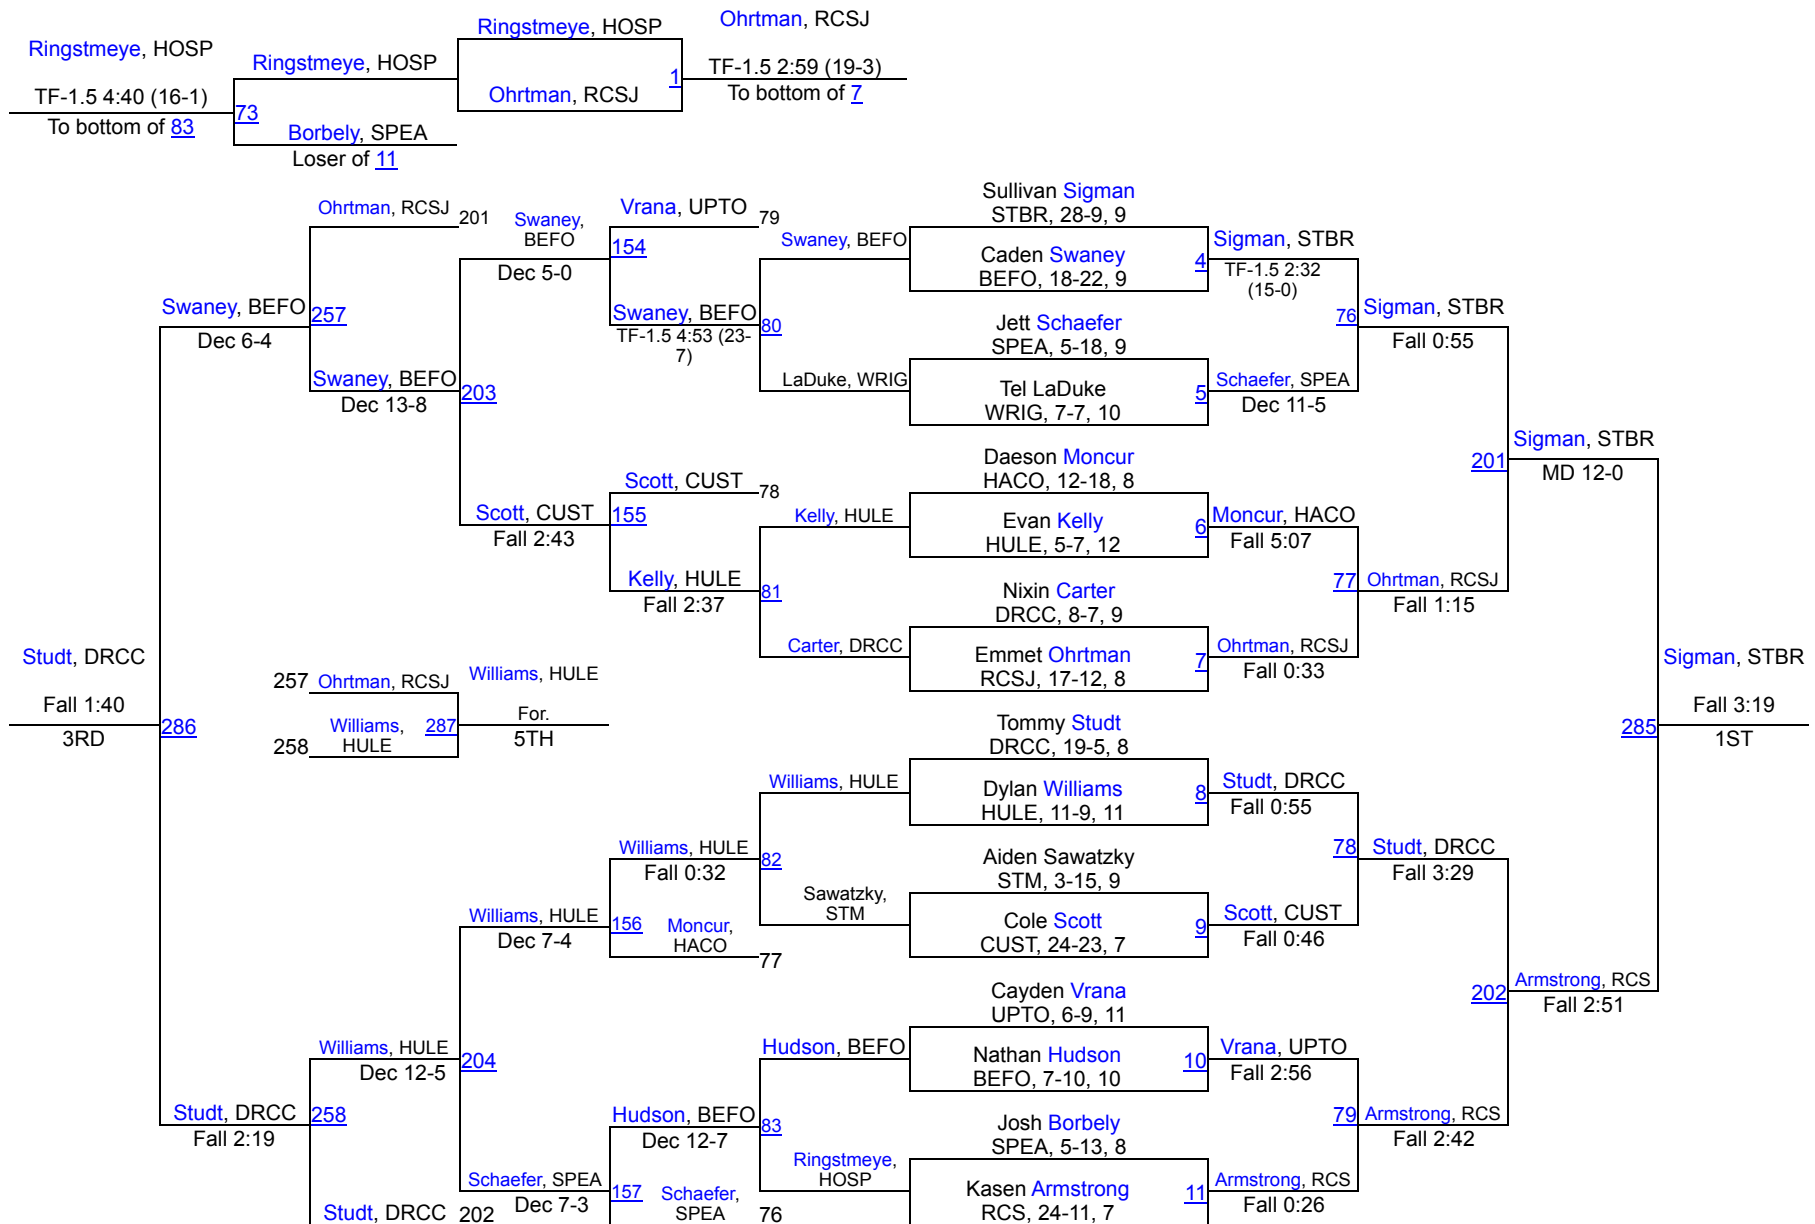 Ringstmeye, HOSP
TF-1.5 4:40 (16-1)
To bottom of 83
73
Ringstmeye, HOSP
Borbely, SPEA
Loser of 11
Ringstmeye, HOSP
Ohrtman, RCSJ
1
Ohrtman, RCSJ
TF-1.5 2:59 (19-3)
To bottom of 7
Sullivan Sigman
STBR, 28-9, 9
Caden Swaney
BEFO, 18-22, 9
4
Sigman, STBR
TF-1.5 2:32
(15-0)
Jett Schaefer
SPEA, 5-18, 9
Tel LaDuke
WRIG, 7-7, 10
5
Schaefer, SPEA
Dec 11-5
76
Sigman, STBR
Fall 0:55
Daeson Moncur
HACO, 12-18, 8
Evan Kelly
HULE, 5-7, 12
6
Moncur, HACO
Fall 5:07
Nixin Carter
DRCC, 8-7, 9
Emmet Ohrtman
RCSJ, 17-12, 8
7
Ohrtman, RCSJ
Fall 0:33
77
Ohrtman, RCSJ
Fall 1:15
201
Sigman, STBR
MD 12-0
Tommy Studt
DRCC, 19-5, 8
Dylan Williams
HULE, 11-9, 11
8
Studt, DRCC
Fall 0:55
Aiden Sawatzky
STM, 3-15, 9
Cole Scott
CUST, 24-23, 7
9
Scott, CUST
Fall 0:46
78
Studt, DRCC
Fall 3:29
Cayden Vrana
UPTO, 6-9, 11
Nathan Hudson
BEFO, 7-10, 10
10
Vrana, UPTO
Fall 2:56
Josh Borbely
SPEA, 5-13, 8
Kasen Armstrong
RCS, 24-11, 7
11
Armstrong, RCS
Fall 0:26
79
Armstrong, RCS
Fall 2:42
202
Armstrong, RCS
Fall 2:51
285
Sigman, STBR
Fall 3:19
1ST
Swaney, BEFO
LaDuke, WRIG
80
Swaney, BEFO
TF-1.5 4:53 (23-
7)
Vrana, UPTO
79
154
Swaney,
BEFO
Dec 5-0
Kelly, HULE
Carter, DRCC
81
Kelly, HULE
Fall 2:37
Scott, CUST
78
155
Scott, CUST
Fall 2:43
203
Swaney, BEFO
Dec 13-8
Ohrtman, RCSJ
201
257
Swaney, BEFO
Dec 6-4
Williams, HULE
Sawatzky,
STM
82
Williams, HULE
Fall 0:32
Moncur,
HACO
77
156
Williams, HULE
Dec 7-4
Hudson, BEFO
Ringstmeye,
HOSP
83
Hudson, BEFO
Dec 12-7
Schaefer,
SPEA
76
157
Schaefer, SPEA
Dec 7-3
204
Williams, HULE
Dec 12-5
Studt, DRCC
202
258
Studt, DRCC
Fall 2:19
286
Studt, DRCC
Fall 1:40
3RD
257
Ohrtman, RCSJ
258
Williams,
HULE
287
Williams, HULE
For.
5TH